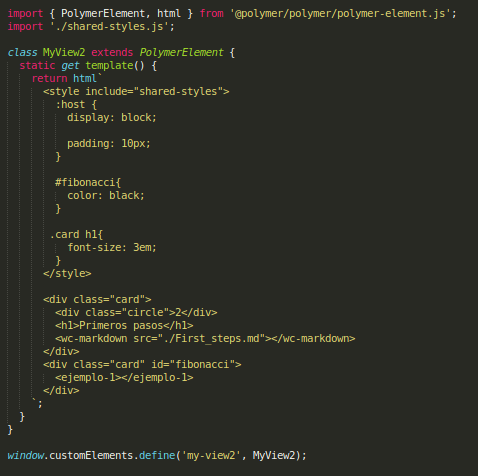 import { PolymerElement, html } from '@polymer/polymer/polymer-element.js';
import './shared-styles.js';

class MyView2 extends PolymerElement {
  static get template() {
    return html`
      <style include="shared-styles">
        :host {
          display: block;

          padding: 10px;
        }

        #fibonacci{
          color: black;
        }

       .card h1{
          font-size: 3em;
        }
      </style>

      <div class="card">
        <div class="circle">2</div>
        <h1>Primeros pasos</h1>
        <wc-markdown src="./First_steps.md"></wc-markdown>
      </div>
      <div class="card" id="fibonacci">
        <ejemplo-1></ejemplo-1>
      </div>
    `;
  }
}

window.customElements.define('my-view2', MyView2);